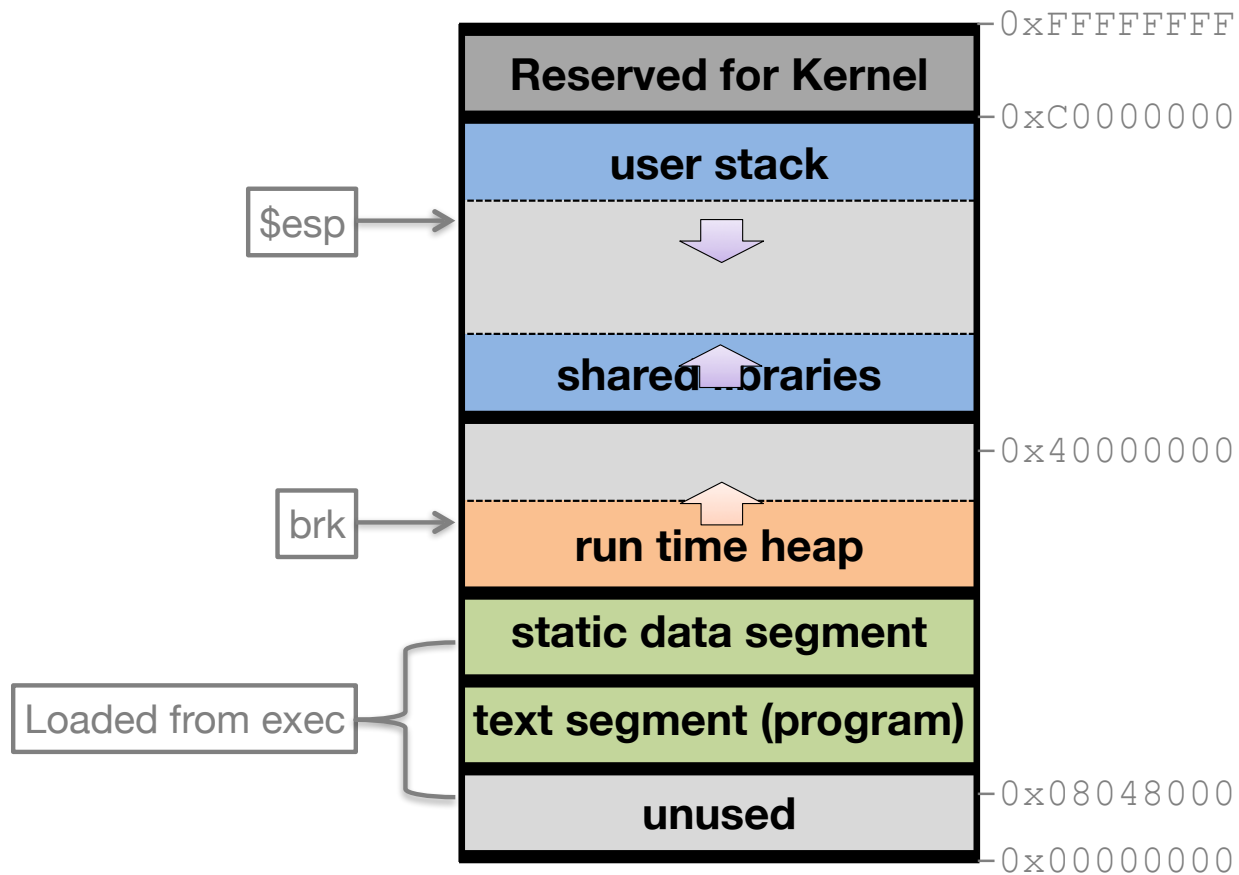 0xFFFFFFFF
Reserved for Kernel
0xC0000000
user stack
$esp
shared libraries
0x40000000
brk
run time heap
static data segment
Loaded from exec
text segment (program)
0x08048000
unused
0x00000000